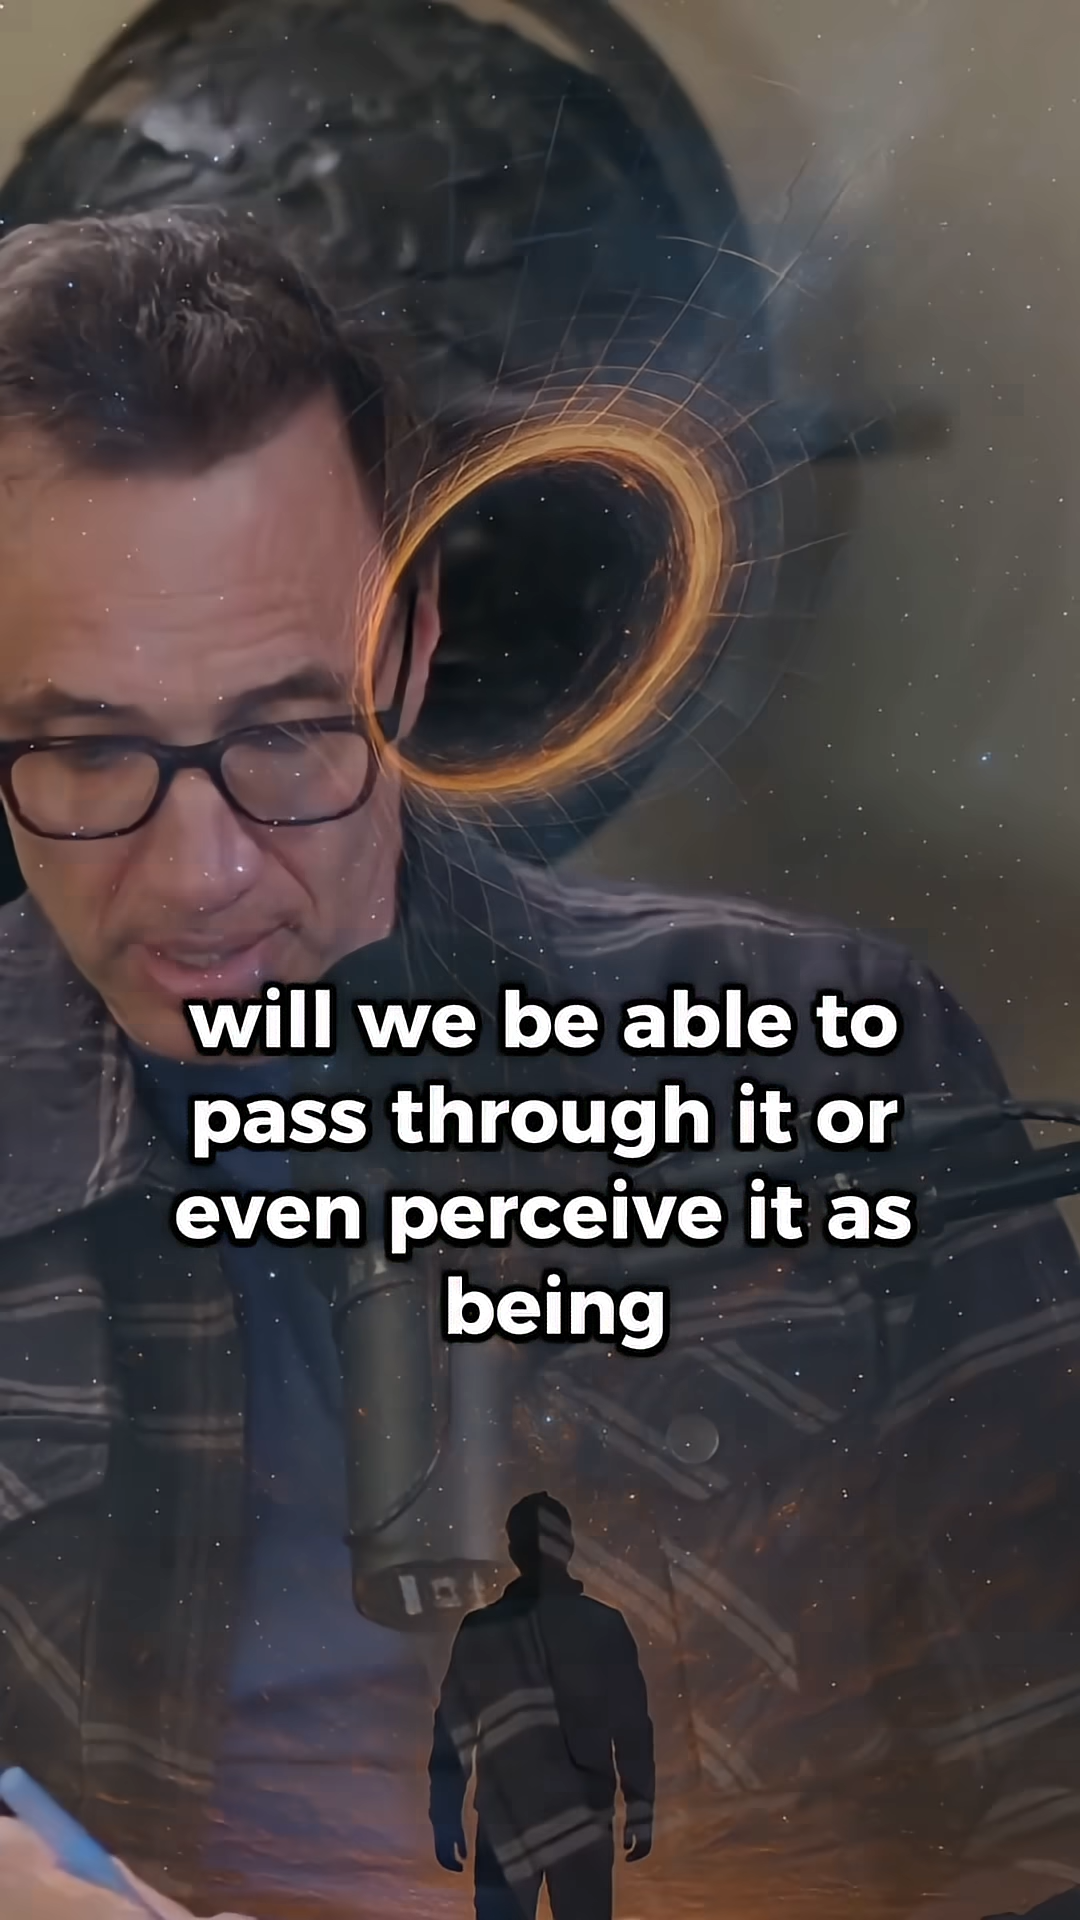 will we be able to
pass through it or
even perceive it as
being